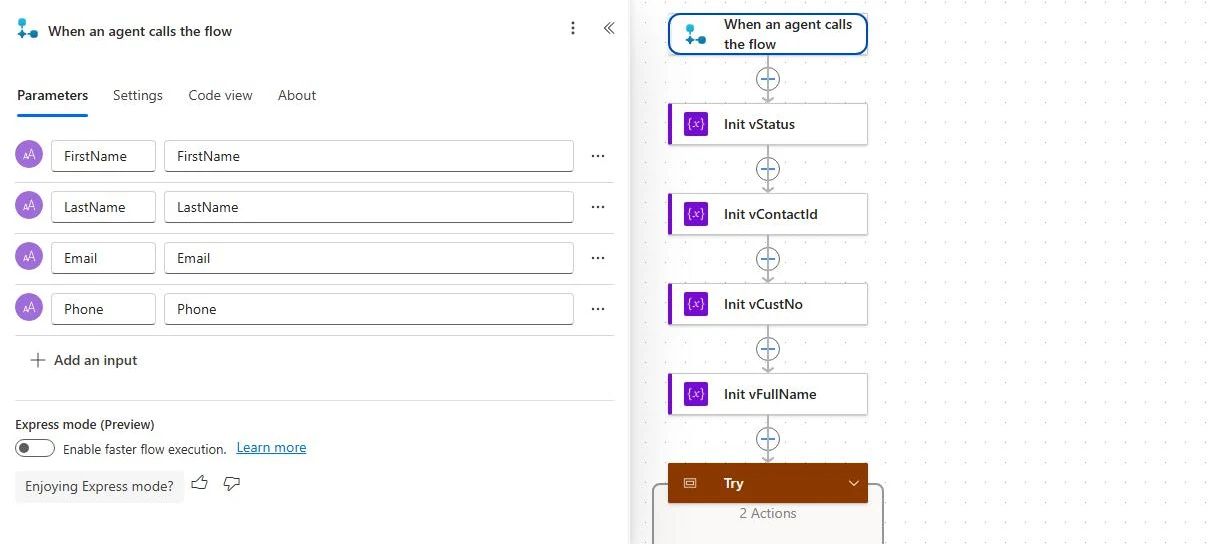 When an agent calls the flow
Parameters Settings Code view About
FirstName FirstName
LastName LastName
Email Email
Phone Phone
Add an input
Express mode (Preview)
Enable faster flow execution. Learn more
Enjoying Express mode?
When an agent calls
the flow
{x} Init vStatus
{x} Init vContactId
{x} Init vCustNo
{x} Init vFullName
Try
2 Actions